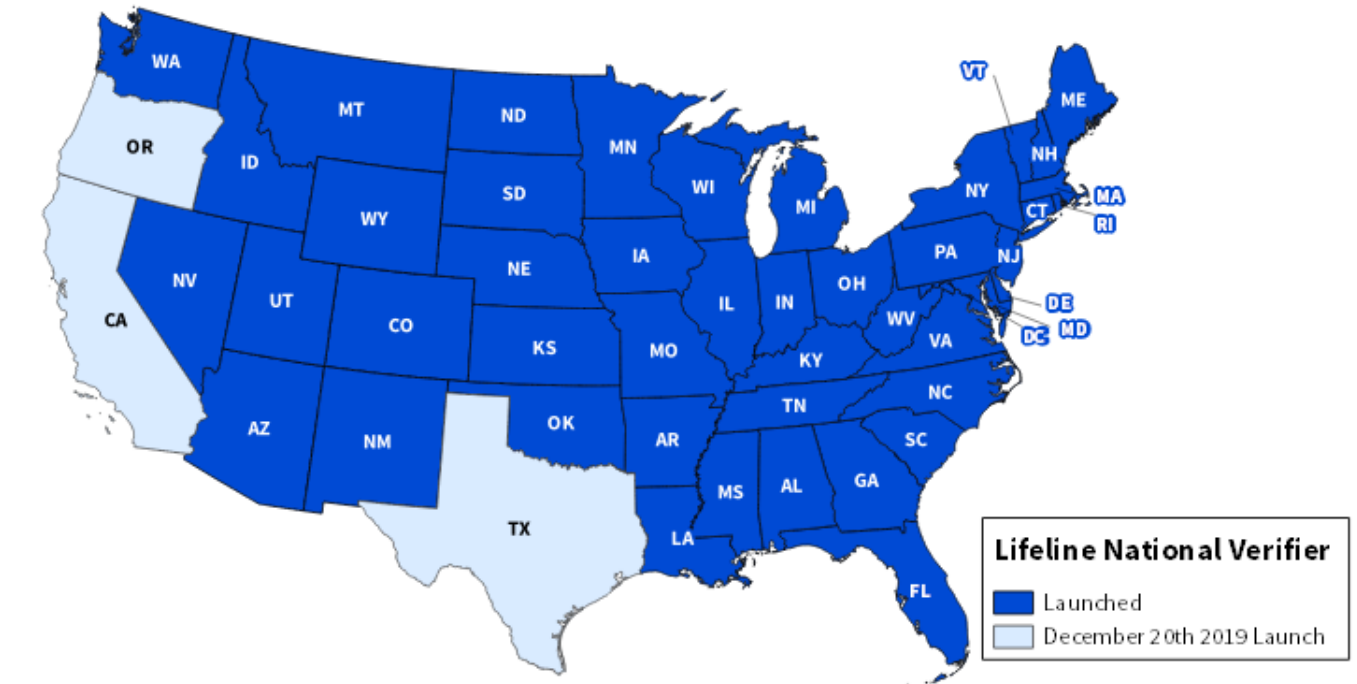 WA
VT
ME
MT
ND
OR
MN
ID
NH
WI
SD
NY
MA
MI
WY
CT
RI
PA
IA
NJ
NE
NV
OH
UT
IL
IN
DE
CA
WV
CO
MD
DC
VA
KS
MO
KY
NC
TN
OK
AZ
AR
SC
NM
GA
AL
MS
TX
LA
FL
Lifeline National Verifier
Launched
December 20th 2019 Launch